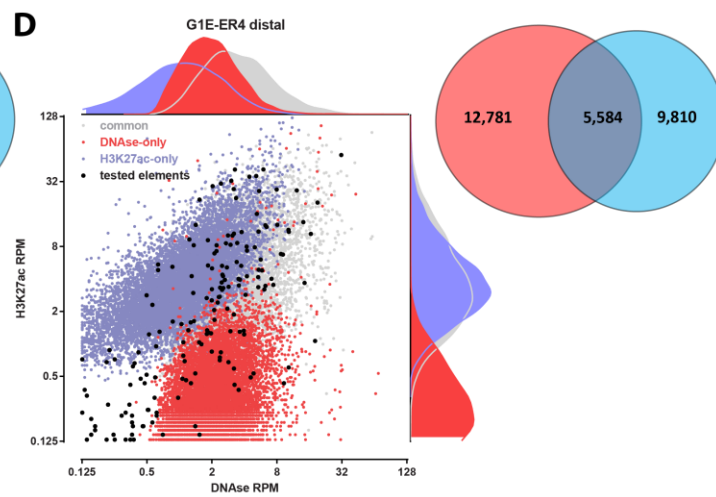 D
G1E-ER4 distal
12,781
5,584
9,810
128
32
8
2
0.5
0.125
H3K27ac RPM
common
DNAse-only
H3K27ac-only
tested elements
0.125
0.5
2
8
32
128
DNAse RPM